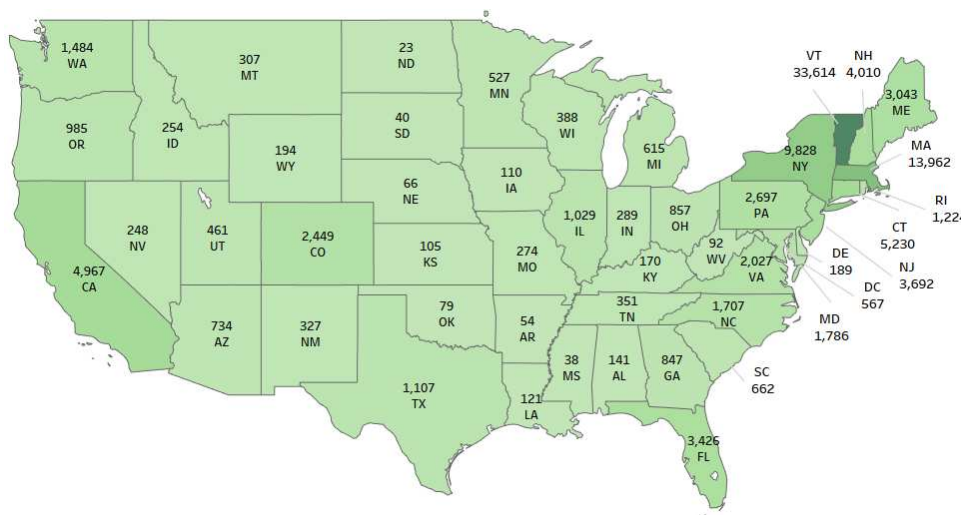 1,484
WA
307
MT
23
ND
527
MN
VT
33,614
NH
4,010
3,043
ME
985
OR
254
ID
194
WY
40
SD
388
WI
615
MI
9,828
NY
MA
13,962
RI
CT
5,230
NJ
3,692
DE
189
DC
567
MD
1,786
248
NV
461
UT
2,449
CO
66
NE
110
IA
1,029
IL
289
IN
857
OH
2,697
PA
92
WV
2,027
VA
4,967
CA
105
KS
274
MO
170
KY
351
TN
1,707
NC
734
AZ
327
NM
79
OK
54
AR
38
MS
141
AL
847
GA
SC
662
1,107
TX
121
LA
3,426
FL